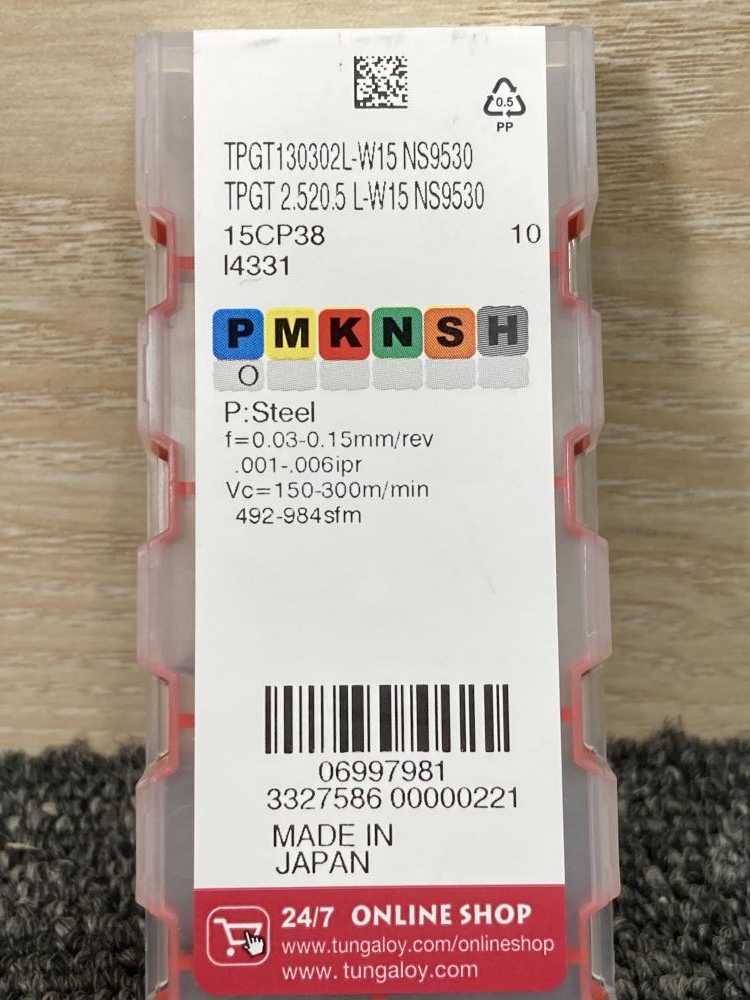 0.5
PP
TPGT130302L-W15 NS9530
TPGT 2.520.5 L-W15 NS9530
15CP38 10
I4331
P M K N S H
O
P:Steel
f=0.03-0.15mm/rev
.001-.006ipr
Vc=150-300m/min
492-984sfm
06997981
3327586 00000221
MADE IN
JAPAN
24/7 ONLINE SHOP
www.tungaloy.com/onlineshop
www.tungaloy.com